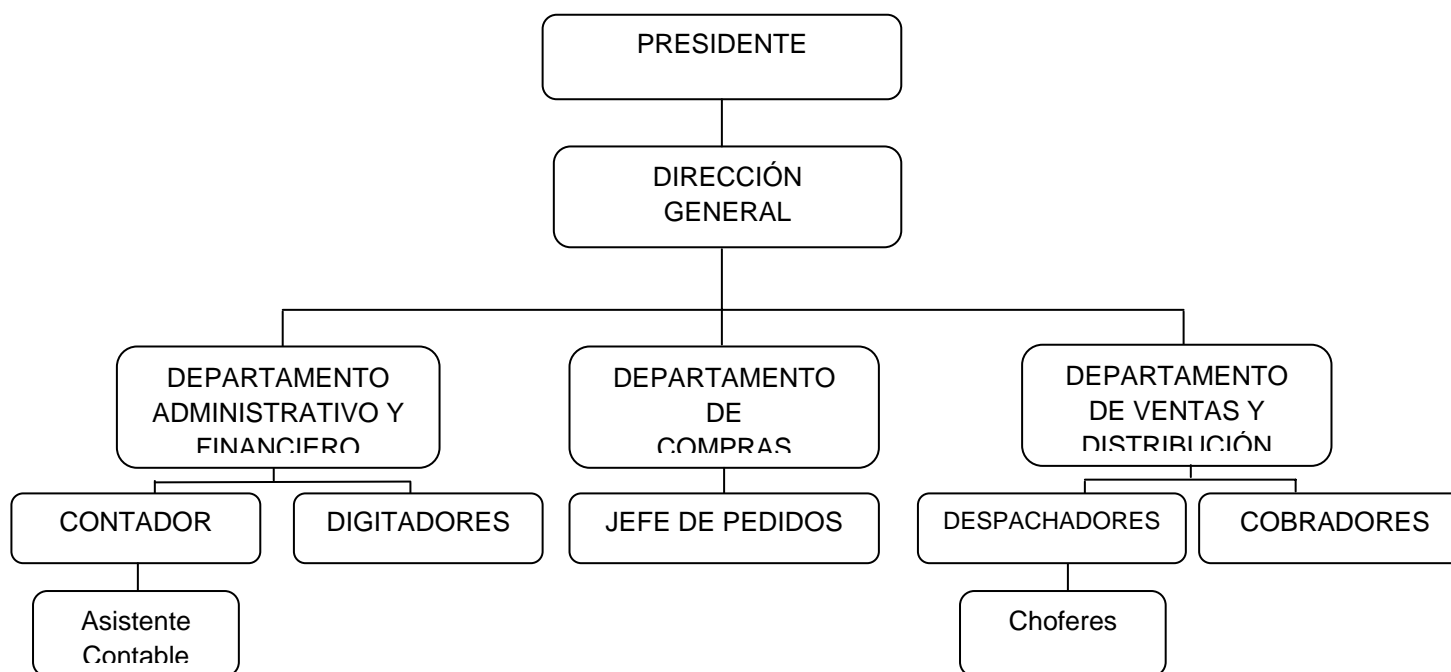 PRESIDENTE
DIRECCIÓN
GENERAL
DEPARTAMENTO
ADMINISTRATIVO Y
FINANCIERO
DEPARTAMENTO
DE
COMPRAS
DEPARTAMENTO
DE VENTAS Y
DISTRIBUCIÓN
CONTADOR
DIGITADORES
JEFE DE PEDIDOS
DESPACHADORES
COBRADORES
Asistente
Contable
Choferes